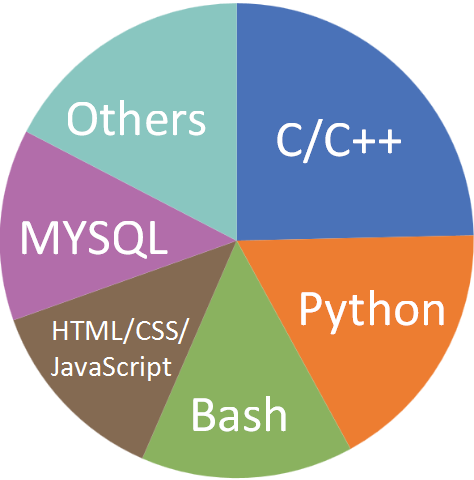 Others
C/C++
MYSQL
Python
HTML/CSS/
JavaScript
Bash